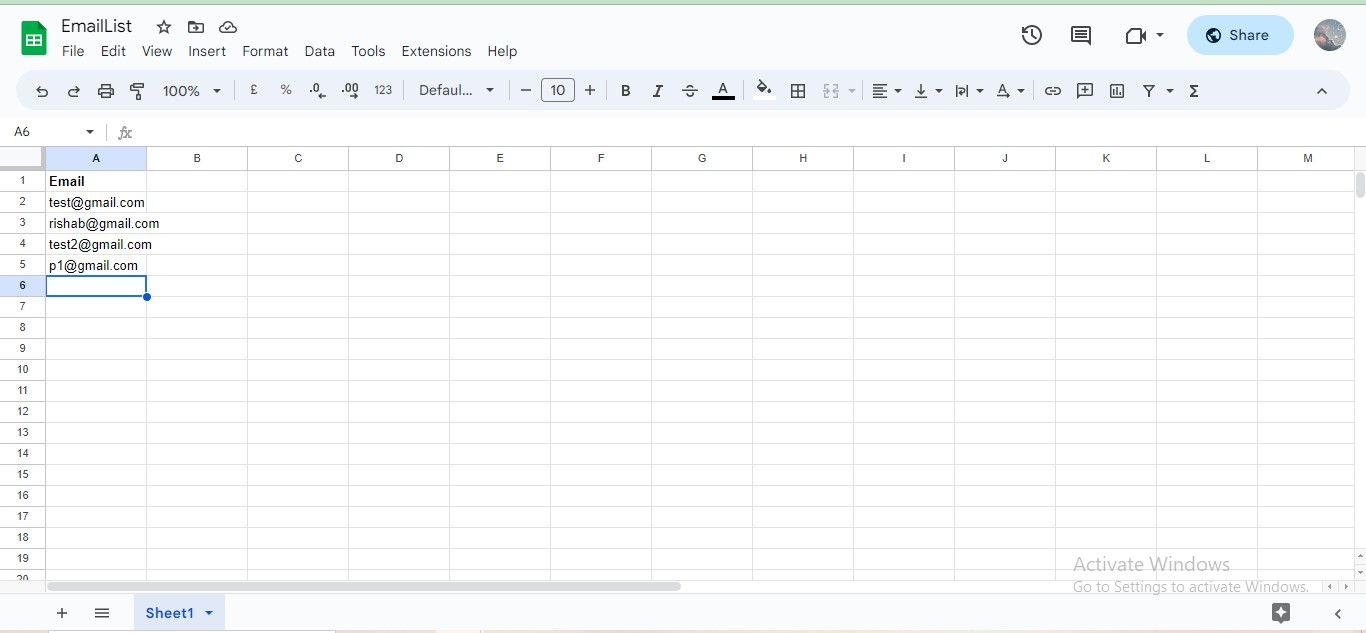 EmailList
File Edit View Insert Format Data Tools Extensions Help
Share
100% £ % .0 .00 123 Defaul... − 10 + B I A A Σ
A6 fx
A B C D E F G H I J K L M
1 Email
2 test@gmail.com
3 rishab@gmail.com
4 test2@gmail.com
5 p1@gmail.com
6
7
8
9
10
11
12
13
14
15
16
17
18
19
20
Activate Windows
Go to Settings to activate Windows.
+ Sheet1